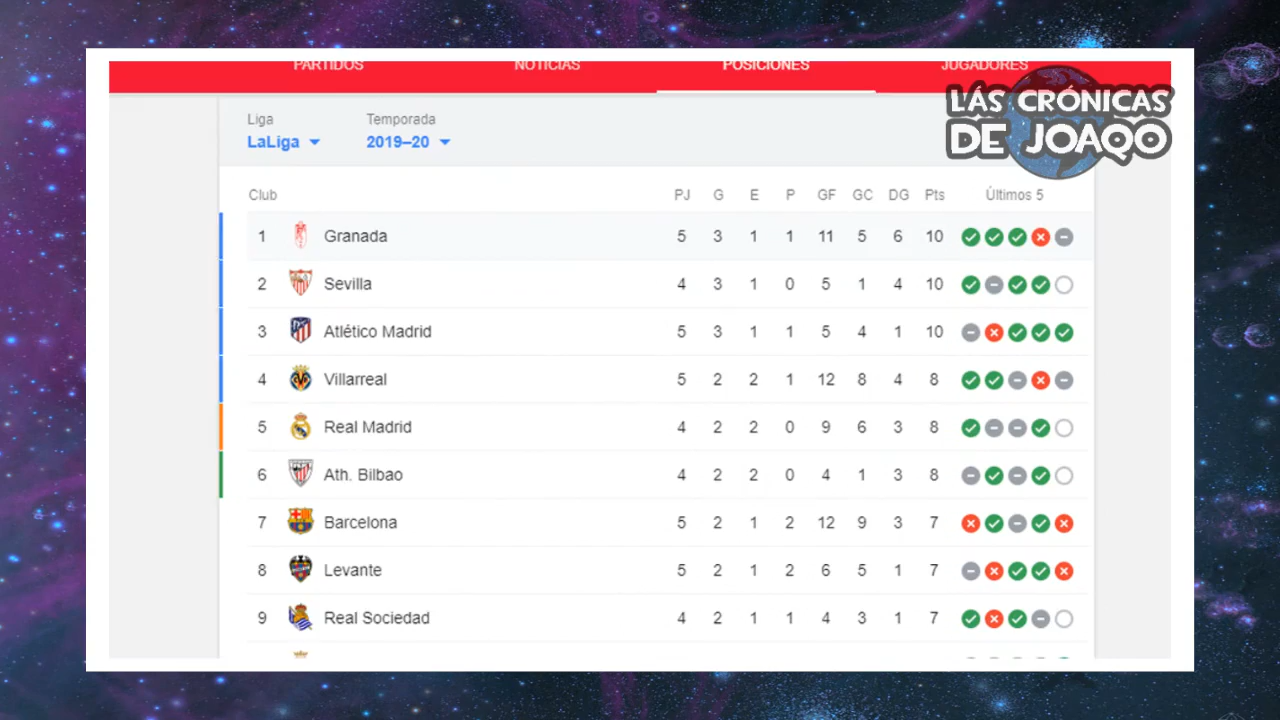 PARTIDOS NOTICIAS POSICIONES JUGADORES
LÁS CRÓNICAS
DE JOAQO
Liga Temporada
LaLiga 2019–20
Club PJ G E P GF GC DG Pts Últimos 5
1 Granada 5 3 1 1 11 5 6 10
2 Sevilla 4 3 1 0 5 1 4 10
3 Atlético Madrid 5 3 1 1 5 4 1 10
4 Villarreal 5 2 2 1 12 8 4 8
5 Real Madrid 4 2 2 0 9 6 3 8
6 Ath. Bilbao 4 2 2 0 4 1 3 8
7 Barcelona 5 2 1 2 12 9 3 7
8 Levante 5 2 1 2 6 5 1 7
9 Real Sociedad 4 2 1 1 4 3 1 7